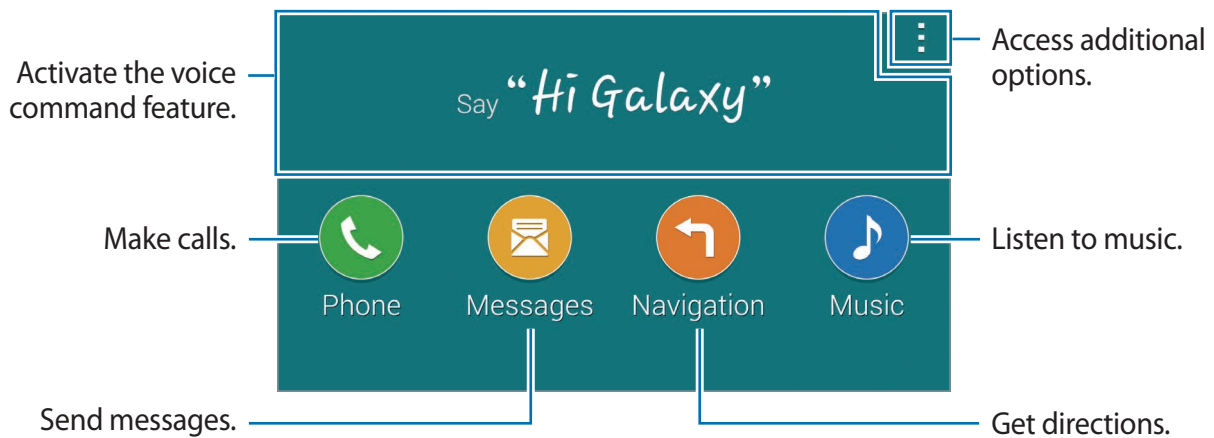 Access additional
options.
Activate the voice
command feature.
Say “Hi Galaxy”
Make calls.
Listen to music.
Phone
Messages
Navigation
Music
Send messages.
Get directions.